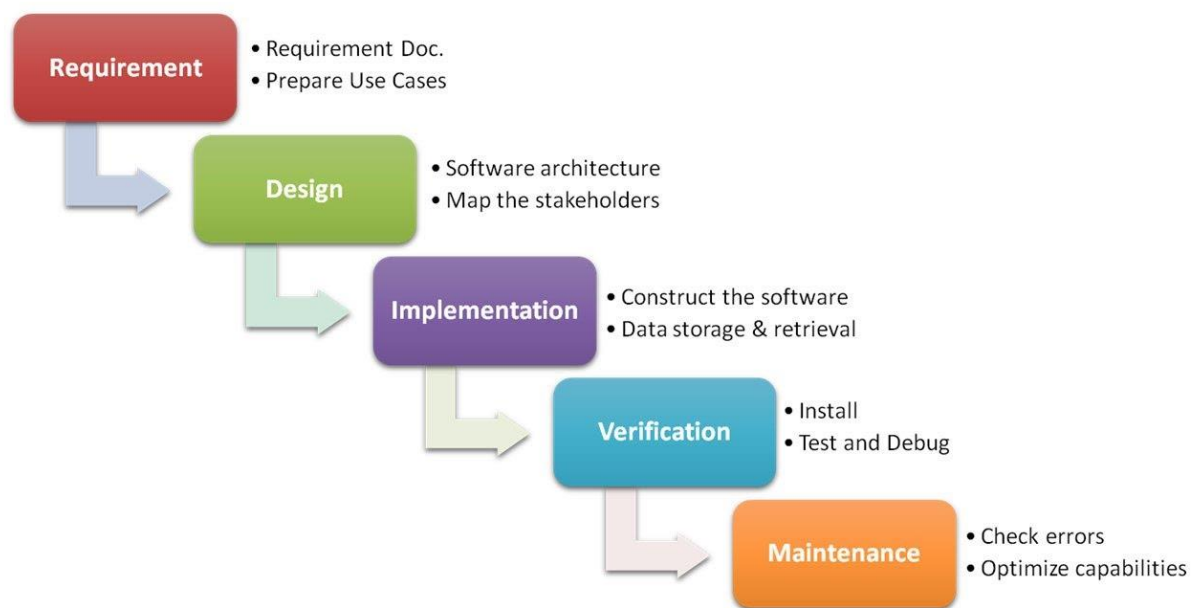 Requirement
• Requirement Doc.
• Prepare Use Cases
Design
• Software architecture
• Map the stakeholders
Implementation
• Construct the software
• Data storage & retrieval
Verification
• Install
• Test and Debug
Maintenance
• Check errors
• Optimize capabilities